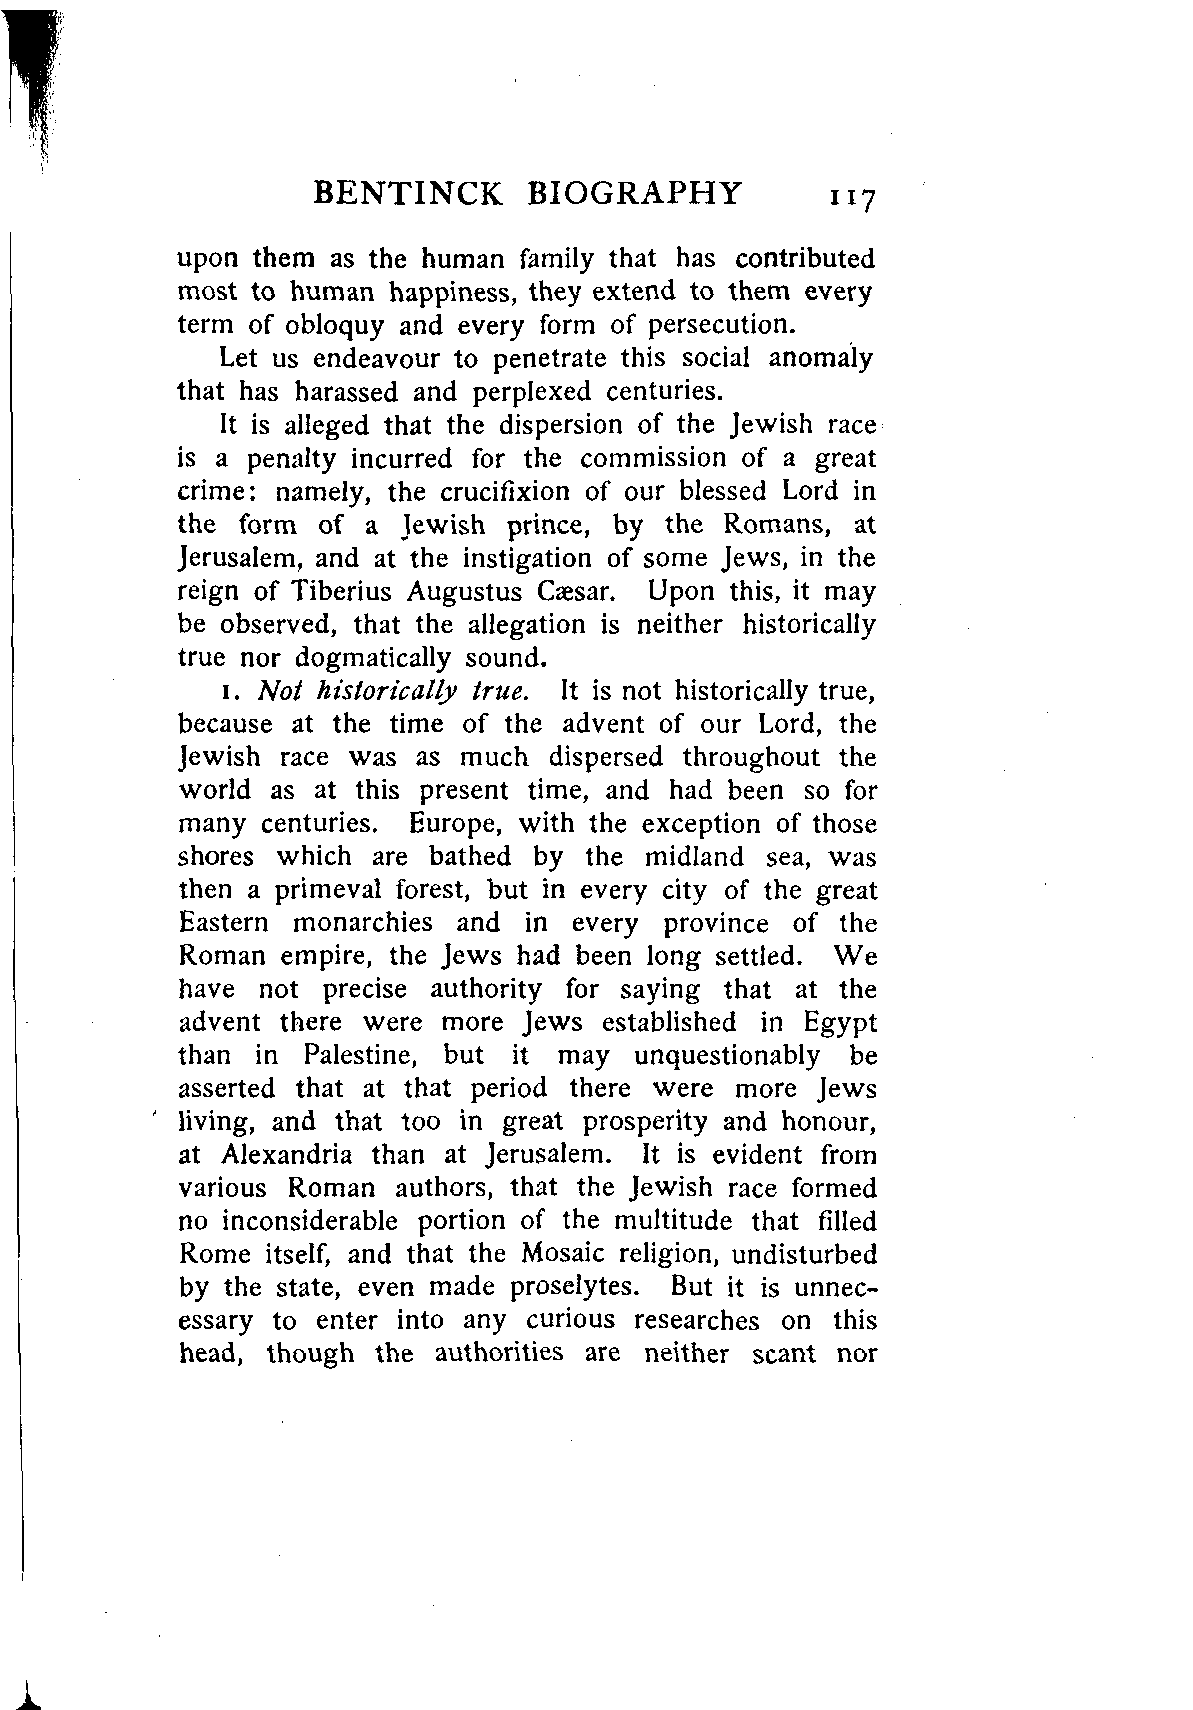 BENTINCK BIOGRAPHY 117
upon them as the human family that has contributed
most to human happiness, they extend to them every
term of obloquy and every form of persecution.
Let us endeavour to penetrate this social anomaly
that has harassed and perplexed centuries.
It is alleged that the dispersion of the Jewish race
is a penalty incurred for the commission of a great
crime: namely, the crucifixion of our blessed Lord in
the form of a Jewish prince, by the Romans, at
Jerusalem, and at the instigation of some Jews, in the
reign of Tiberius Augustus Cæsar. Upon this, it may
be observed, that the allegation is neither historically
true nor dogmatically sound.
1. Not historically true. It is not historically true,
because at the time of the advent of our Lord, the
Jewish race was as much dispersed throughout the
world as at this present time, and had been so for
many centuries. Europe, with the exception of those
shores which are bathed by the midland sea, was
then a primeval forest, but in every city of the great
Eastern monarchies and in every province of the
Roman empire, the Jews had been long settled. We
have not precise authority for saying that at the
advent there were more Jews established in Egypt
than in Palestine, but it may unquestionably be
asserted that at that period there were more Jews
living, and that too in great prosperity and honour,
at Alexandria than at Jerusalem. It is evident from
various Roman authors, that the Jewish race formed
no inconsiderable portion of the multitude that filled
Rome itself, and that the Mosaic religion, undisturbed
by the state, even made proselytes. But it is unnec-
essary to enter into any curious researches on this
head, though the authorities are neither scant nor